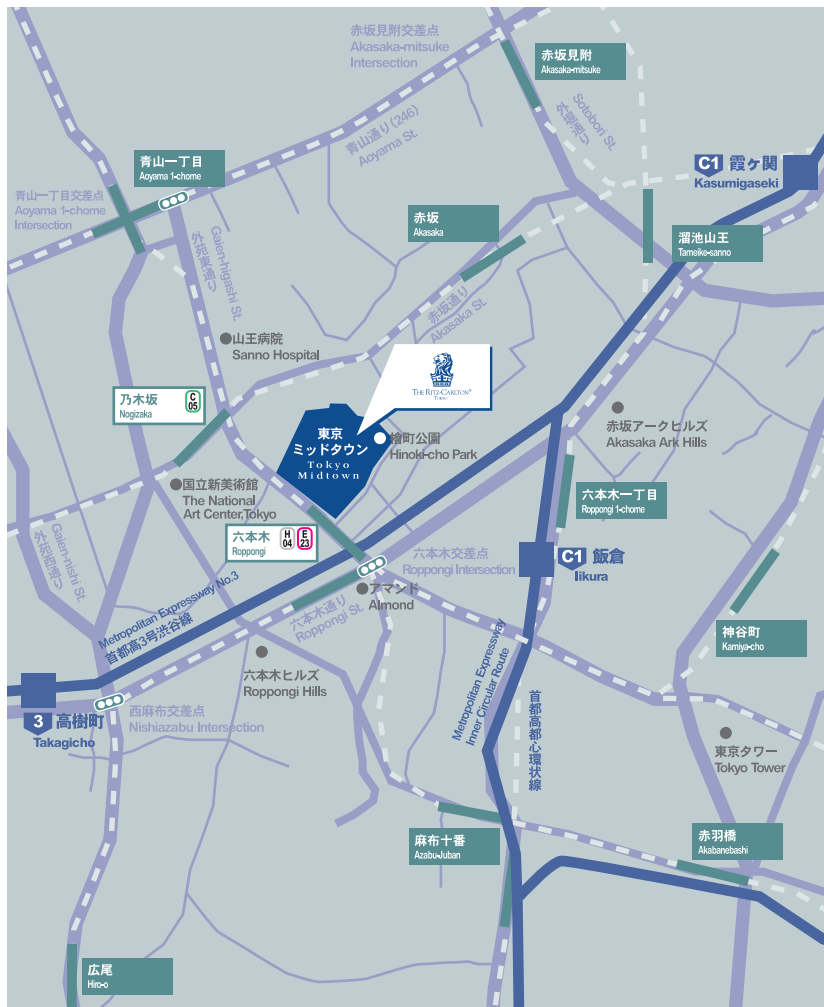 赤坂見附交差点
Akasaka-mitsuke
Intersection
赤坂見附
Akasaka-mitsuke
外堀通り
Sotobori St.
青山通り(246)
Aoyama St.
青山一丁目
Aoyama 1-chome
C1 霞ヶ関
Kasumigaseki
青山一丁目交差点
Aoyama 1-chome
Intersection
赤坂
Akasaka
溜池山王
Tameike-sanno
外苑東通り
Gaien-higashi St.
赤坂通り
Akasaka St.
山王病院
Sanno Hospital
THE RITZ-CARLTON®
TOKYO
乃木坂
Nogizaka
C
05
東京
ミッドタウン
Tokyo
Midtown
檜町公園
Hinoki-cho Park
赤坂アークヒルズ
Akasaka Ark Hills
国立新美術館
The National
Art Center,Tokyo
六本木一丁目
Roppongi 1-chome
六本木
Roppongi
H
04
E
23
外苑西通り
Gaien-nishi St.
六本木交差点
Roppongi Intersection
C1 飯倉
Iikura
アマンド
Almond
Metropolitan Expressway No.3
首都高3号渋谷線
六本木通り
Roppongi St.
神谷町
Kamiya-cho
六本木ヒルズ
Roppongi Hills
Metropolitan Expressway
Inner Circular Route
首都高都心環状線
3 高樹町
Takagicho
西麻布交差点
Nishiazabu Intersection
東京タワー
Tokyo Tower
麻布十番
Azabu-Juban
赤羽橋
Akabanebashi
広尾
Hiro-o